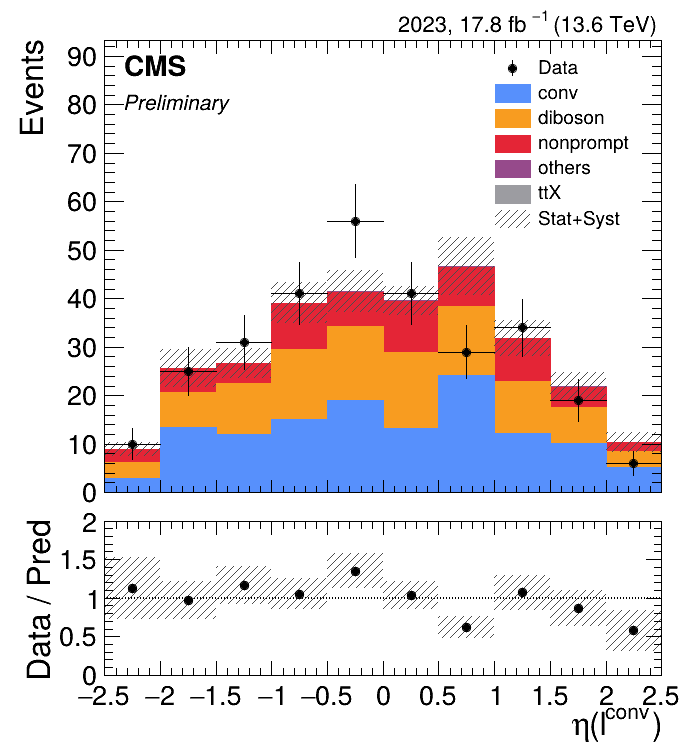 2023, 17.8 fb⁻¹ (13.6 TeV)
CMS
Preliminary
Events
90
80
70
60
50
40
30
20
10
0
Data
conv
diboson
nonprompt
others
ttX
Stat+Syst
Data / Pred
2
1.5
1
0.5
0
−2.5 −2 −1.5 −1 −0.5 0 0.5 1 1.5 2 2.5
η(l^conv)